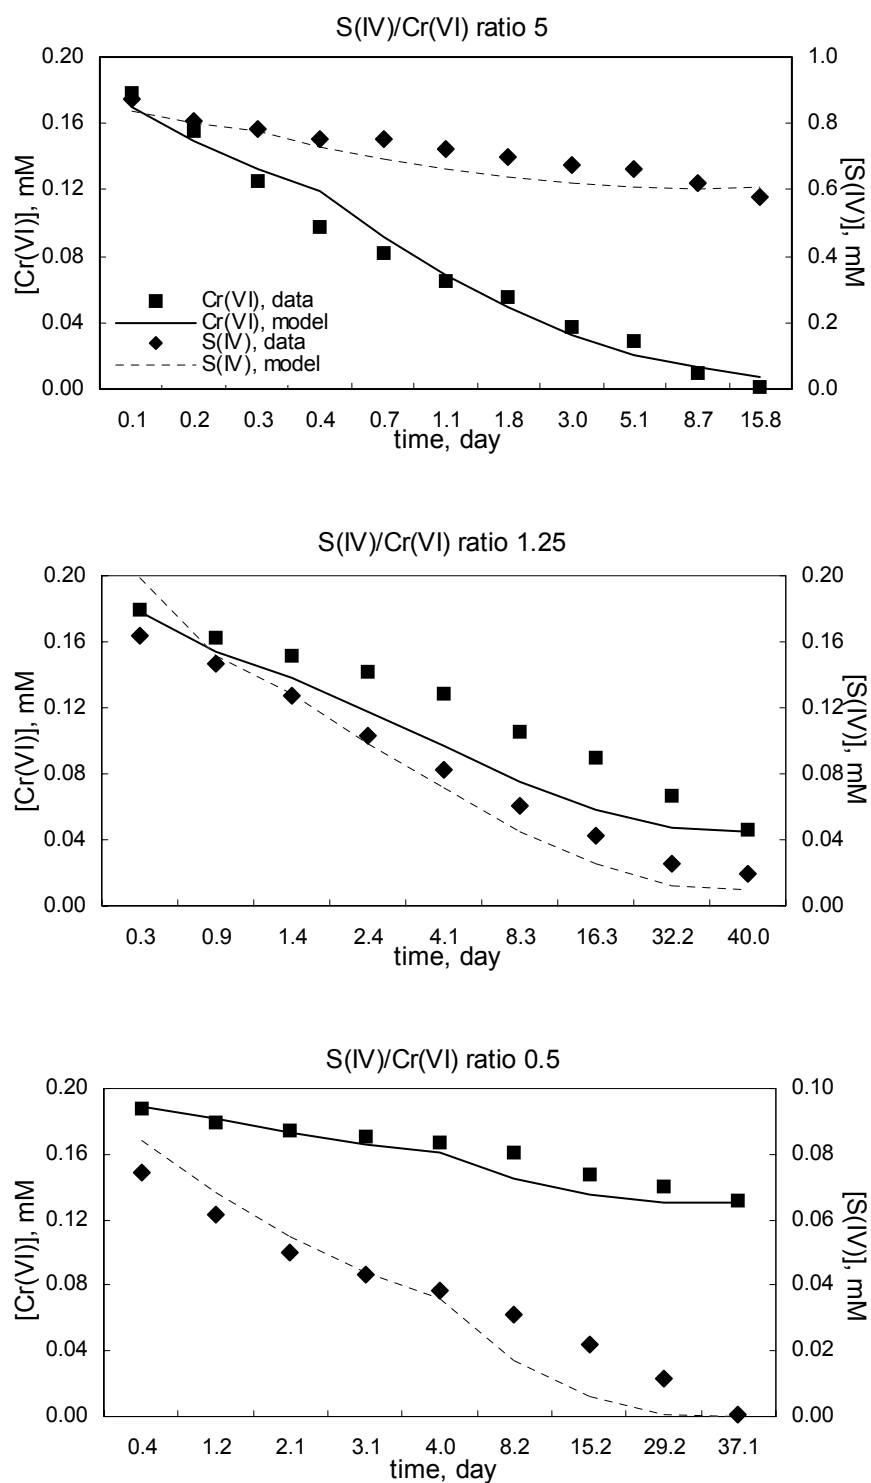 S(IV)/Cr(VI) ratio 5
0.20 1.0
0.16 0.8
0.12 0.6
0.08 0.4
0.04 0.2
0.00 0.0
[Cr(VI)], mM
[S(IV)], mM
Cr(VI), data
Cr(VI), model
S(IV), data
S(IV), model
0.1 0.2 0.3 0.4 0.7 1.1 1.8 3.0 5.1 8.7 15.8
time, day
S(IV)/Cr(VI) ratio 1.25
0.20 0.20
0.16 0.16
0.12 0.12
0.08 0.08
0.04 0.04
0.00 0.00
[Cr(VI)], mM
[S(IV)], mM
0.3 0.9 1.4 2.4 4.1 8.3 16.3 32.2 40.0
time, day
S(IV)/Cr(VI) ratio 0.5
0.20 0.10
0.16 0.08
0.12 0.06
0.08 0.04
0.04 0.02
0.00 0.00
[Cr(VI)], mM
[S(IV)], mM
0.4 1.2 2.1 3.1 4.0 8.2 15.2 29.2 37.1
time, day